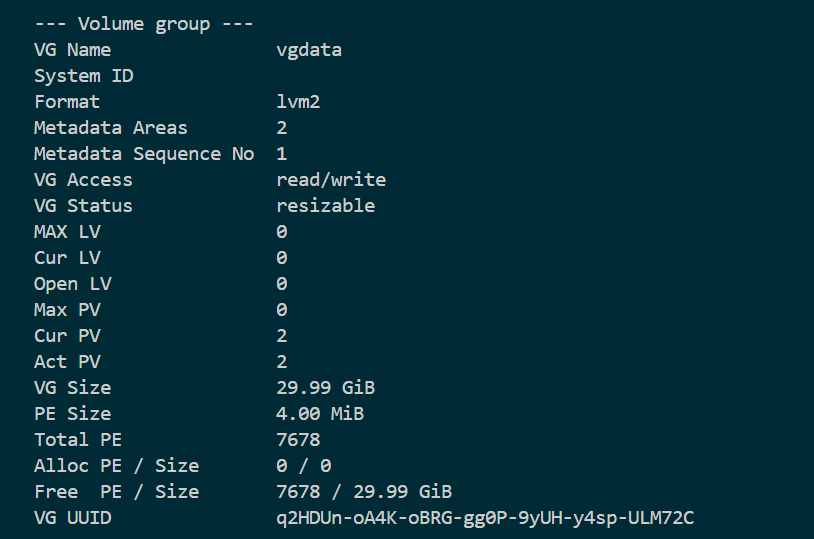 --- Volume group ---
VG Name               vgdata
System ID
Format                lvm2
Metadata Areas        2
Metadata Sequence No  1
VG Access             read/write
VG Status             resizable
MAX LV                0
Cur LV                0
Open LV               0
Max PV                0
Cur PV                2
Act PV                2
VG Size               29.99 GiB
PE Size               4.00 MiB
Total PE              7678
Alloc PE / Size       0 / 0
Free  PE / Size       7678 / 29.99 GiB
VG UUID               q2HDUn-oA4K-oBRG-gg0P-9yUH-y4sp-ULM72C